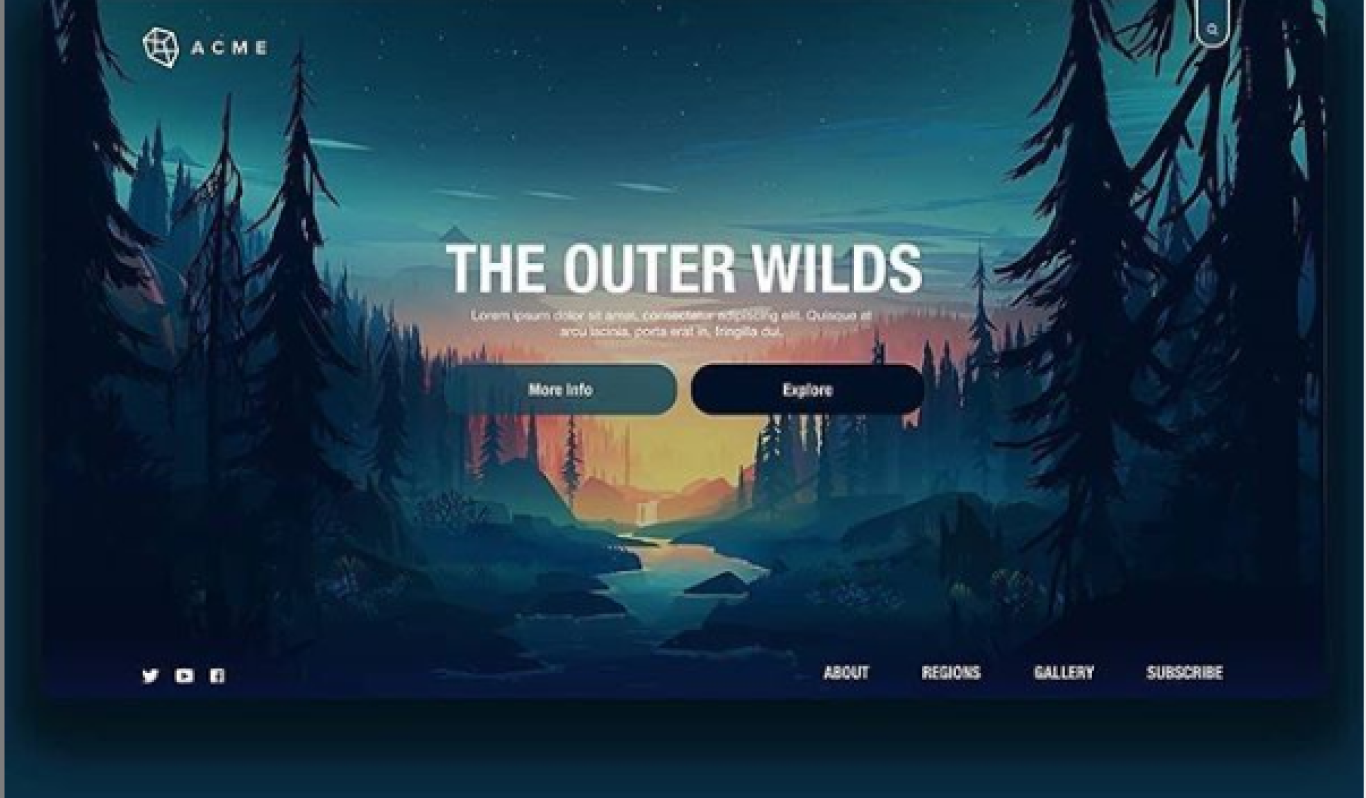 ACME
THE OUTER WILDS
Lorem ipsum dolor sit amet, consectetur adipiscing elit. Quisque at
arcu lacinia, porta erat in, fringilla dui.
More Info
Explore
ABOUT
REGIONS
GALLERY
SUBSCRIBE